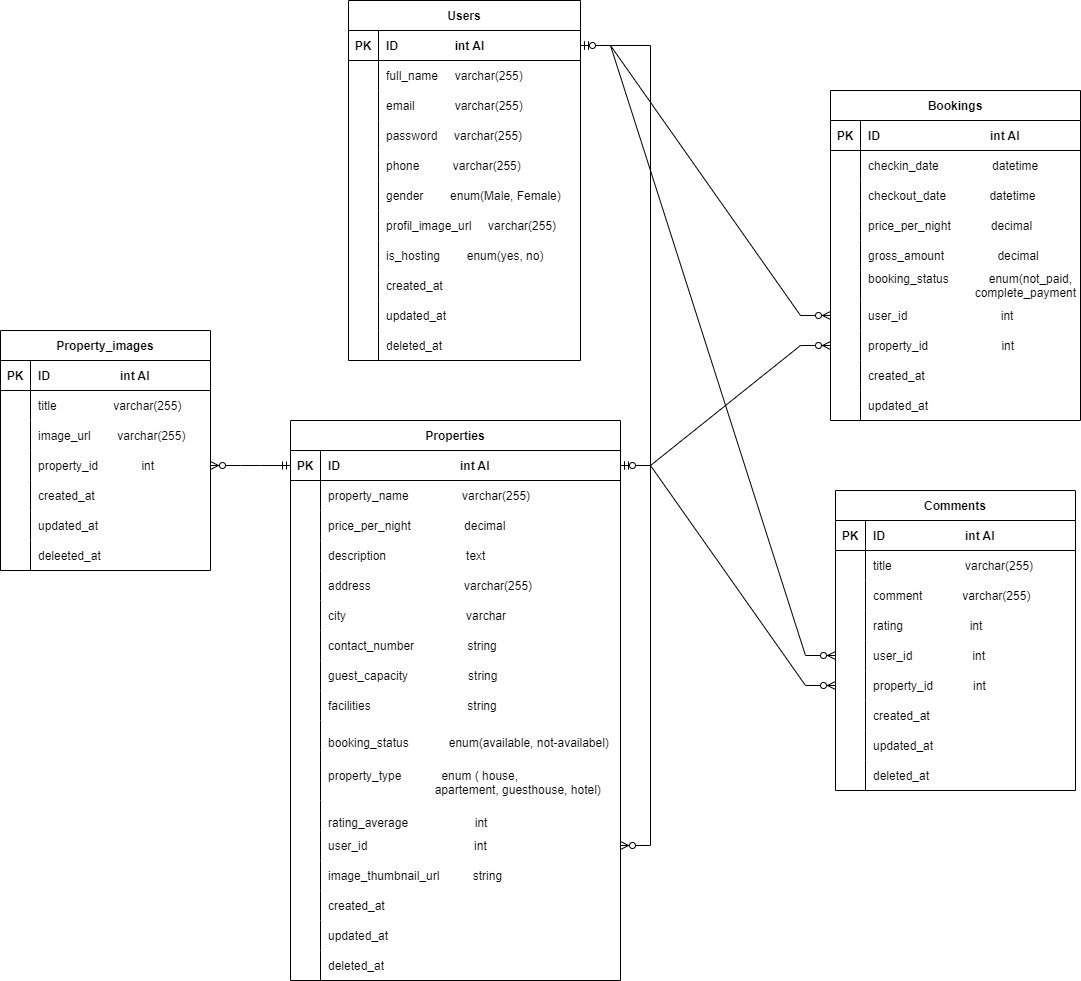 Users
PK ID int AI
full_name varchar(255)
email varchar(255)
password varchar(255)
phone varchar(255)
gender enum(Male, Female)
profil_image_url varchar(255)
is_hosting enum(yes, no)
created_at
updated_at
deleted_at
Bookings
PK ID int AI
checkin_date datetime
checkout_date datetime
price_per_night decimal
gross_amount decimal
booking_status enum(not_paid,
complete_payment
user_id int
property_id int
created_at
updated_at
Property_images
PK ID int AI
title varchar(255)
image_url varchar(255)
property_id int
created_at
updated_at
deleeted_at
Properties
PK ID int AI
property_name varchar(255)
price_per_night decimal
description text
address varchar(255)
city varchar
contact_number string
guest_capacity string
facilities string
booking_status enum(available, not-availabel)
property_type enum ( house,
apartement, guesthouse, hotel)
rating_average int
user_id int
image_thumbnail_url string
created_at
updated_at
deleted_at
Comments
PK ID int AI
title varchar(255)
comment varchar(255)
rating int
user_id int
property_id int
created_at
updated_at
deleted_at